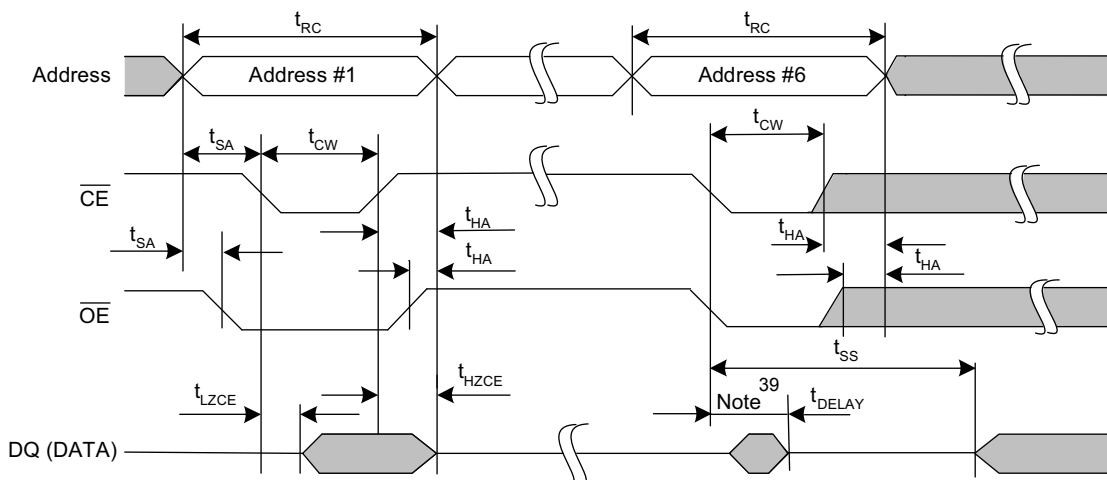 tRC tRC
Address Address #1 Address #6
tCW
tSA tCW
CE
tHA
tSA tHA tHA
tHA
OE
tSS
tLZCE tHZCE Note 39 tDELAY
DQ (DATA)